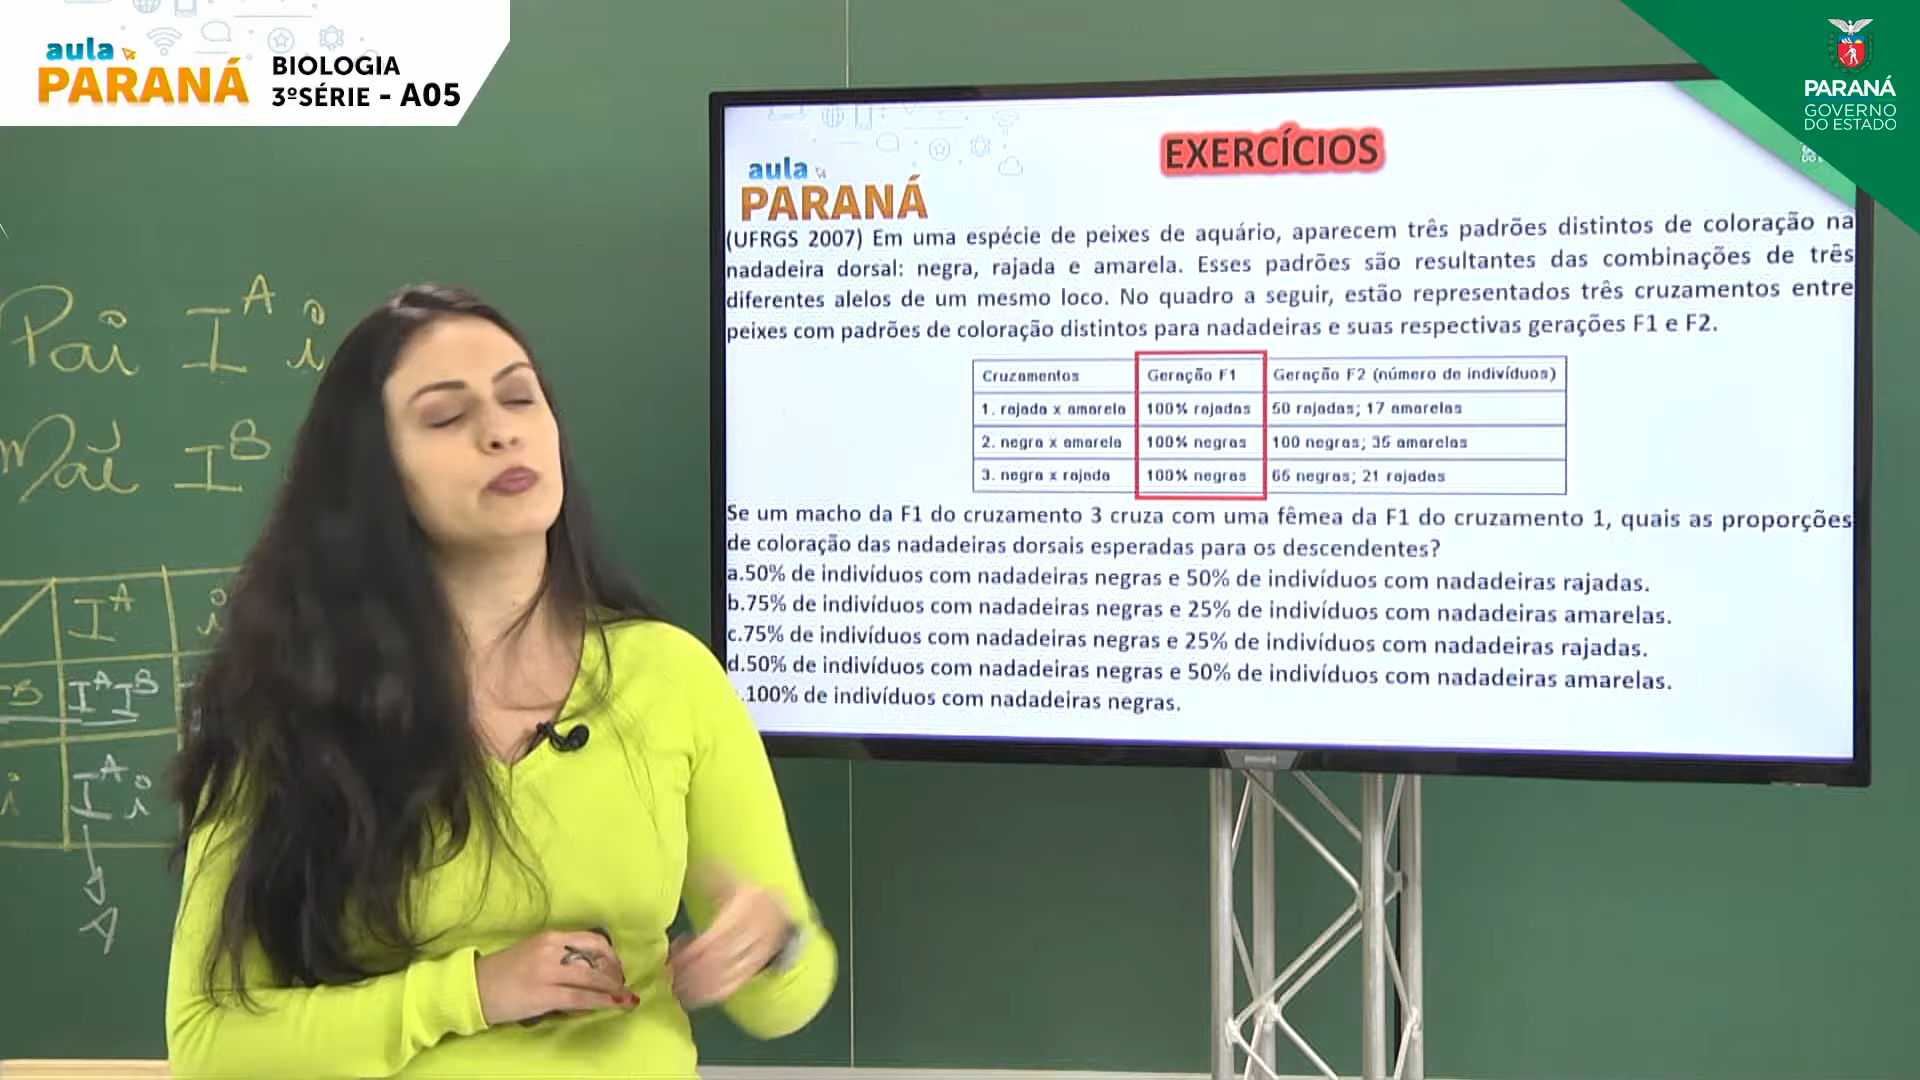 aula
PARANÁ
BIOLOGIA
3ºSÉRIE - A05
PARANÁ
GOVERNO
DO ESTADO
Pai I^A i
Mãe I^B
I^A i
I^A I^B
i I^A i
A
aula
PARANÁ
EXERCÍCIOS
(UFRGS 2007) Em uma espécie de peixes de aquário, aparecem três padrões distintos de coloração na
nadadeira dorsal: negra, rajada e amarela. Esses padrões são resultantes das combinações de três
diferentes alelos de um mesmo loco. No quadro a seguir, estão representados três cruzamentos entre
peixes com padrões de coloração distintos para nadadeiras e suas respectivas gerações F1 e F2.
Cruzamentos Geração F1 Geração F2 (número de indivíduos)
1. rajada x amarela 100% rajadas 50 rajadas; 17 amarelas
2. negra x amarela 100% negras 100 negras; 35 amarelas
3. negra x rajada 100% negras 65 negras; 21 rajadas
Se um macho da F1 do cruzamento 3 cruza com uma fêmea da F1 do cruzamento 1, quais as proporções
de coloração das nadadeiras dorsais esperadas para os descendentes?
a.50% de indivíduos com nadadeiras negras e 50% de indivíduos com nadadeiras rajadas.
b.75% de indivíduos com nadadeiras negras e 25% de indivíduos com nadadeiras amarelas.
c.75% de indivíduos com nadadeiras negras e 25% de indivíduos com nadadeiras rajadas.
d.50% de indivíduos com nadadeiras negras e 50% de indivíduos com nadadeiras amarelas.
.100% de indivíduos com nadadeiras negras.